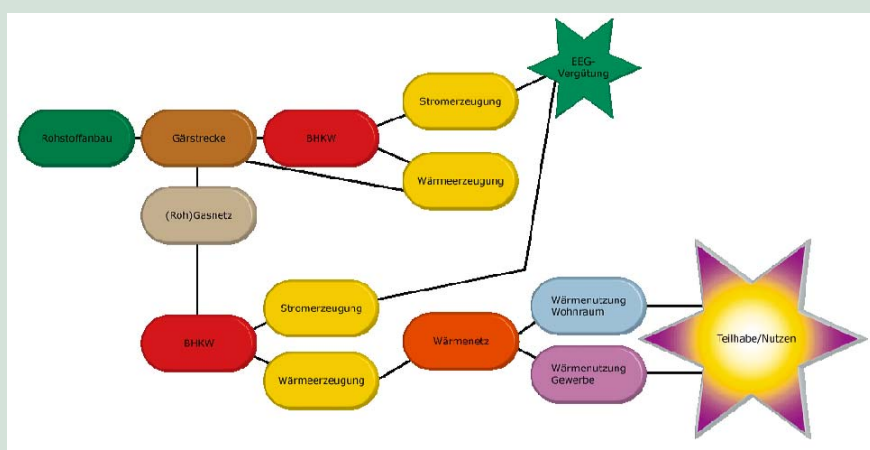 EEG-
Vergütung
Stromerzeugung
Rohstoffanbau
Gärstrecke
BHKW
Wärmeerzeugung
(Roh)Gasnetz
Stromerzeugung
Wärmenutzung
Wohnraum
BHKW
Wärmenetz
Teilhabe/Nutzen
Wärmeerzeugung
Wärmenutzung
Gewerbe